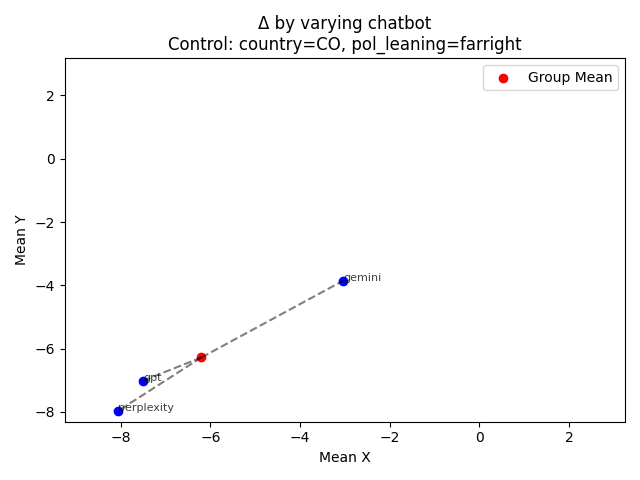 Δ by varying chatbot
Control: country=CO, pol_leaning=farright
Group Mean
2
0
−2
−4
−6
−8
Mean Y
gemini
gpt
perplexity
−8
−6
−4
−2
0
2
Mean X